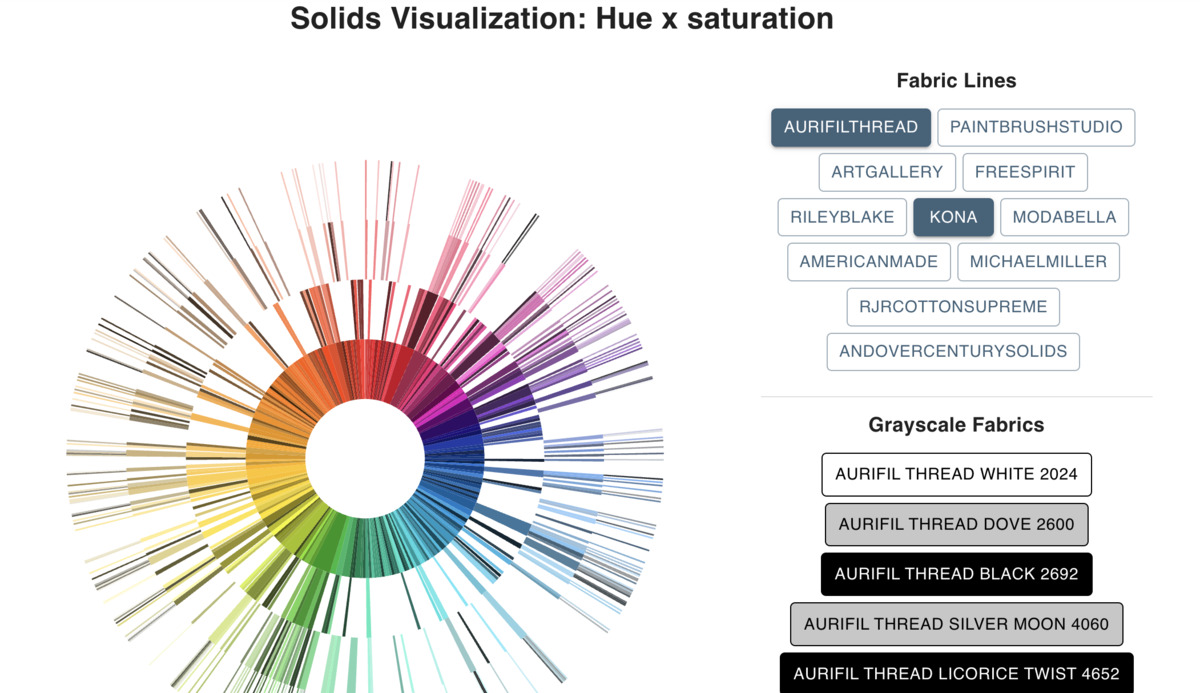 Solids Visualization: Hue x saturation
Fabric Lines
AURIFILTHREAD PAINTBRUSHSTUDIO
ARTGALLERY FREESPIRIT
RILEYBLAKE KONA MODABELLA
AMERICANMADE MICHAELMILLER
RJRCOTTONSUPREME
ANDOVERCENTURYSOLIDS
Grayscale Fabrics
AURIFIL THREAD WHITE 2024
AURIFIL THREAD DOVE 2600
AURIFIL THREAD BLACK 2692
AURIFIL THREAD SILVER MOON 4060
AURIFIL THREAD LICORICE TWIST 4652